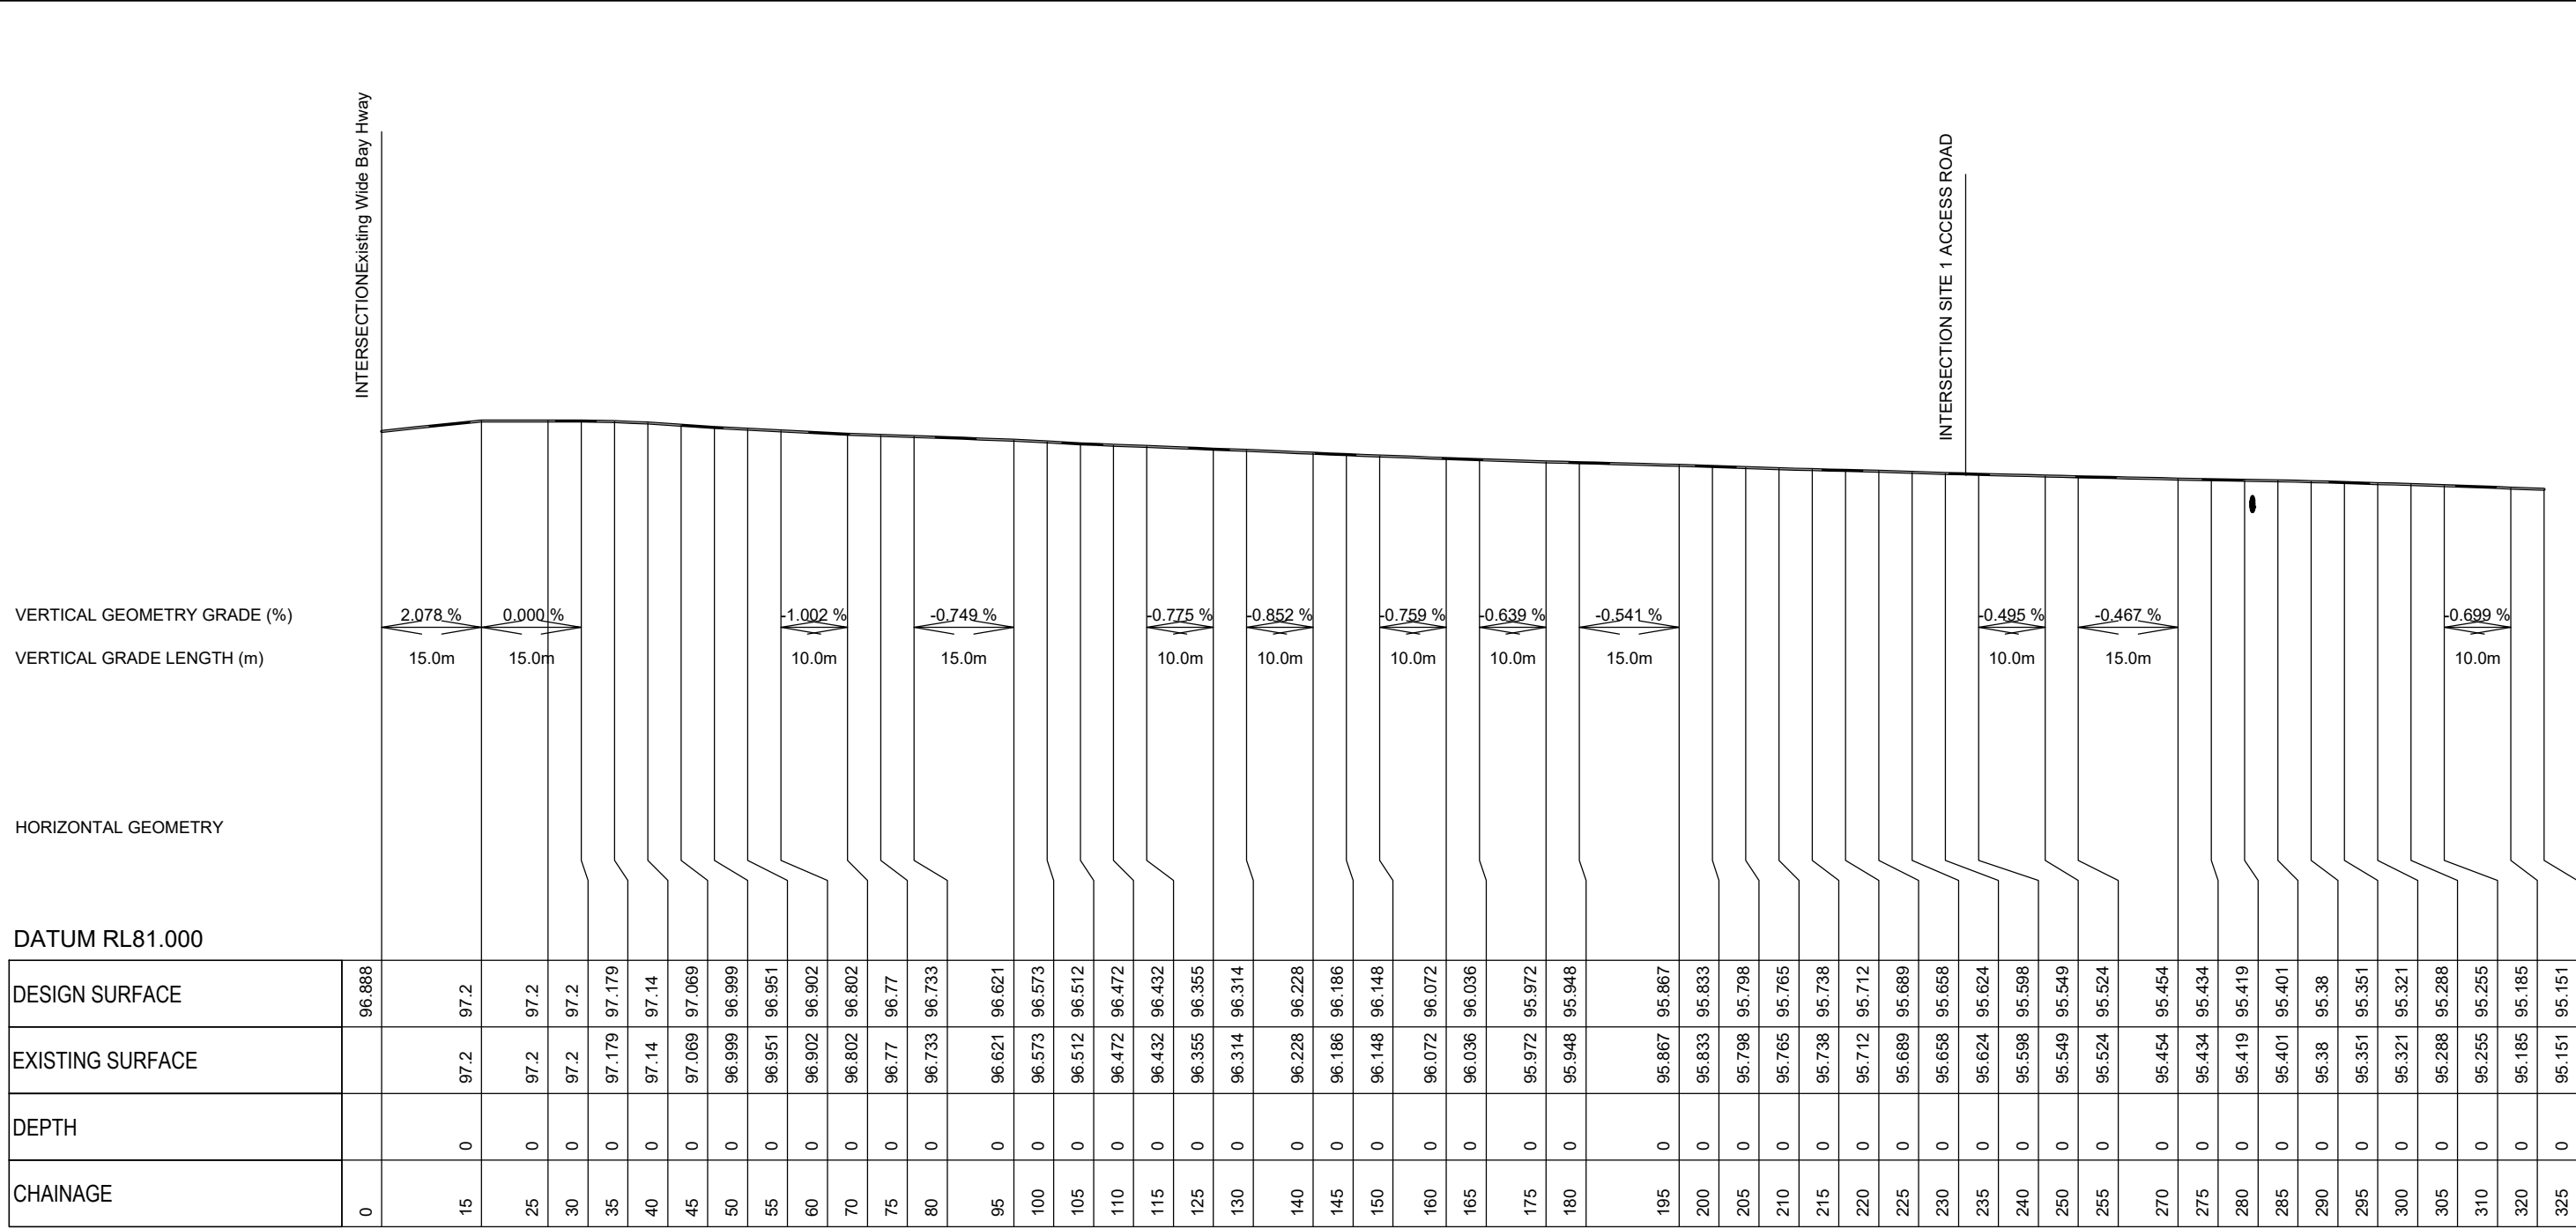 INTERSECTIONExisting Wide Bay Hway
INTERSECTION SITE 1 ACCESS ROAD
VERTICAL GEOMETRY GRADE (%) 2.078 % 0.000 % -1.002 % -0.749 % -0.775 % -0.852 % -0.759 % -0.639 % -0.541 % -0.495 % -0.467 % -0.699 %
VERTICAL GRADE LENGTH (m) 15.0m 15.0m 10.0m 15.0m 10.0m 10.0m 10.0m 10.0m 15.0m 10.0m 15.0m 10.0m
HORIZONTAL GEOMETRY
DATUM RL81.000
DESIGN SURFACE 96.888 97.2 97.2 97.2 97.179 97.14 97.069 96.999 96.951 96.902 96.802 96.77 96.733 96.621 96.573 96.512 96.472 96.432 96.355 96.314 96.228 96.186 96.148 96.072 96.036 95.972 95.948 95.867 95.833 95.798 95.765 95.738 95.712 95.689 95.658 95.624 95.598 95.549 95.524 95.454 95.434 95.419 95.401 95.38 95.351 95.321 95.288 95.255 95.185 95.151
EXISTING SURFACE 97.2 97.2 97.2 97.179 97.14 97.069 96.999 96.951 96.902 96.802 96.77 96.733 96.621 96.573 96.512 96.472 96.432 96.355 96.314 96.228 96.186 96.148 96.072 96.036 95.972 95.948 95.867 95.833 95.798 95.765 95.738 95.712 95.689 95.658 95.624 95.598 95.549 95.524 95.454 95.434 95.419 95.401 95.38 95.351 95.321 95.288 95.255 95.185 95.151
DEPTH 0 0 0 0 0 0 0 0 0 0 0 0 0 0 0 0 0 0 0 0 0 0 0 0 0 0 0 0 0 0 0 0 0 0 0 0 0 0 0 0 0 0 0 0 0 0 0 0 0
CHAINAGE 0 15 25 30 35 40 45 50 55 60 70 75 80 95 100 105 110 115 125 130 140 145 150 160 165 175 180 195 200 205 210 215 220 225 230 235 240 250 255 270 275 280 285 290 295 300 305 310 320 325